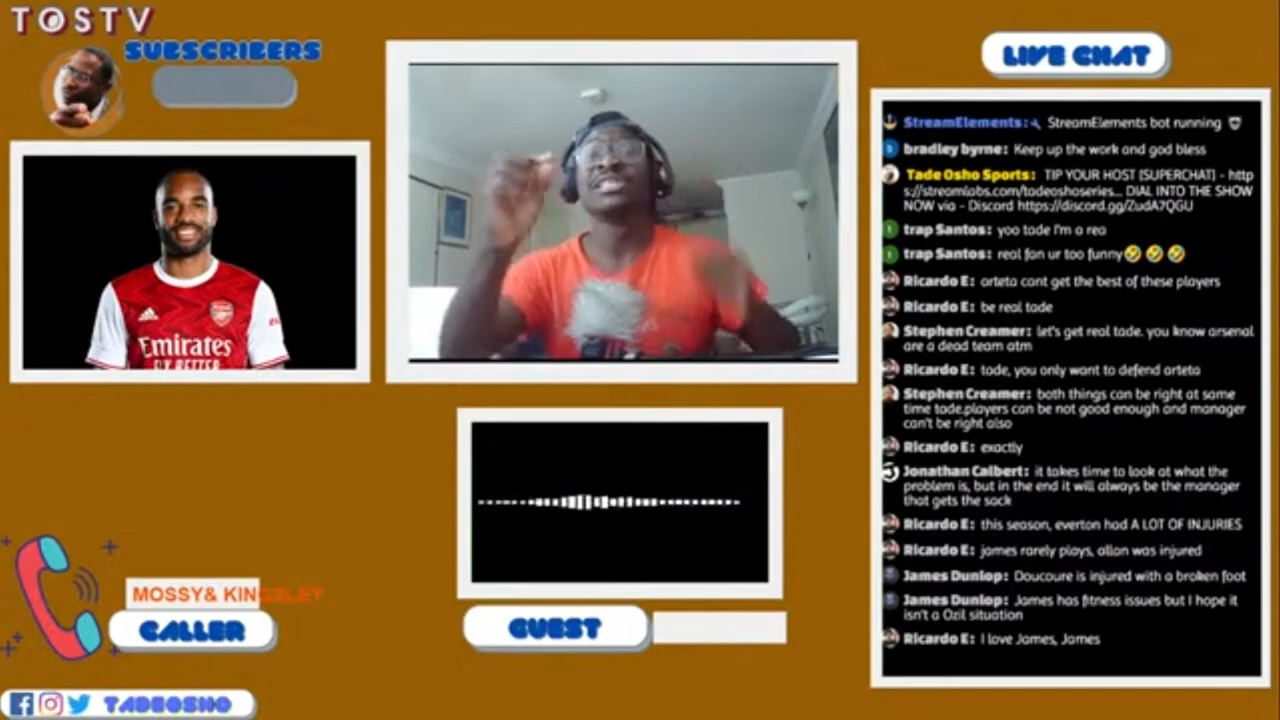 TOSTV
SUBSCRIBERS
Emirates
FLY BETTER
MOSSY& KINGSLEY
CALLER
TADEOSHO
GUEST
LIVE CHAT
StreamElements: StreamElements bot running
bradley byrne: Keep up the work and god bless
Tade Osho Sports: TIP YOUR HOST [SUPERCHAT] - http
s://streamlabs.com/tadeoshoseries... DIAL INTO THE SHOW
NOW via - Discord https://discord.gg/ZudA7QGU
trap Santos: yoo tade I'm a rea
trap Santos: real fan ur too funny🤣🤣🤣
Ricardo E: arteta cant get the best of these players
Ricardo E: be real tade
Stephen Creamer: let's get real tade. you know arsenal
are a dead team atm
Ricardo E: tade, you only want to defend arteta
Stephen Creamer: both things can be right at same
time tade.players can be not good enough and manager
can't be right also
Ricardo E: exactly
Jonathan Calbert: it takes time to look at what the
problem is, but in the end it will always be the manager
that gets the sack
Ricardo E: this season, everton had A LOT OF INJURIES
Ricardo E: james rarely plays, allan was injured
James Dunlop: Doucoure is injured with a broken foot
James Dunlop: James has fitness issues but I hope it
isn't a Ozil situation
Ricardo E: I love James, James